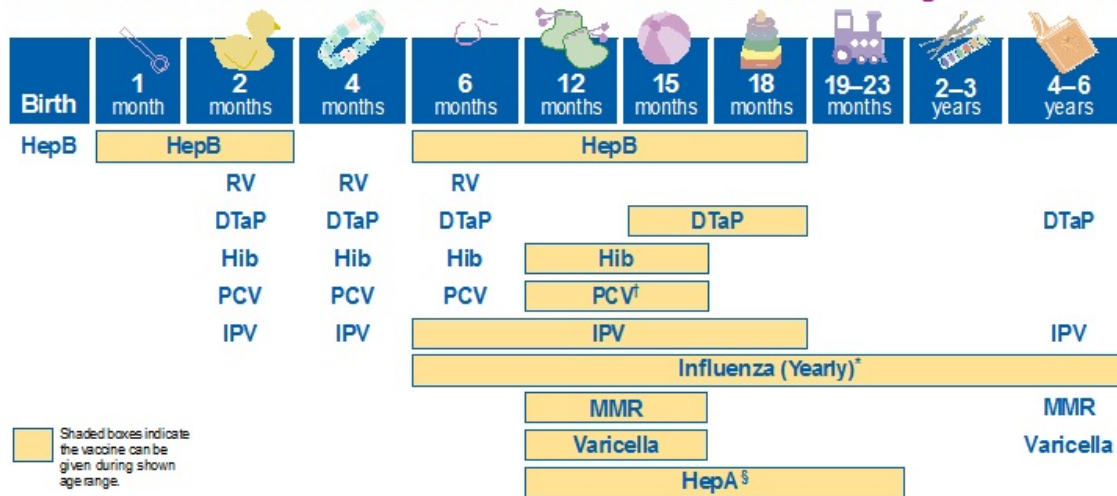 Birth 1 month 2 months 4 months 6 months 12 months 15 months 18 months 19–23 months 2–3 years 4–6 years
HepB HepB HepB
RV RV RV
DTaP DTaP DTaP DTaP DTaP
Hib Hib Hib Hib
PCV PCV PCV PCV†
IPV IPV IPV IPV
Influenza (Yearly)*
MMR MMR
Varicella Varicella
HepA§
Shaded boxes indicate
the vaccine can be
given during shown
age range.